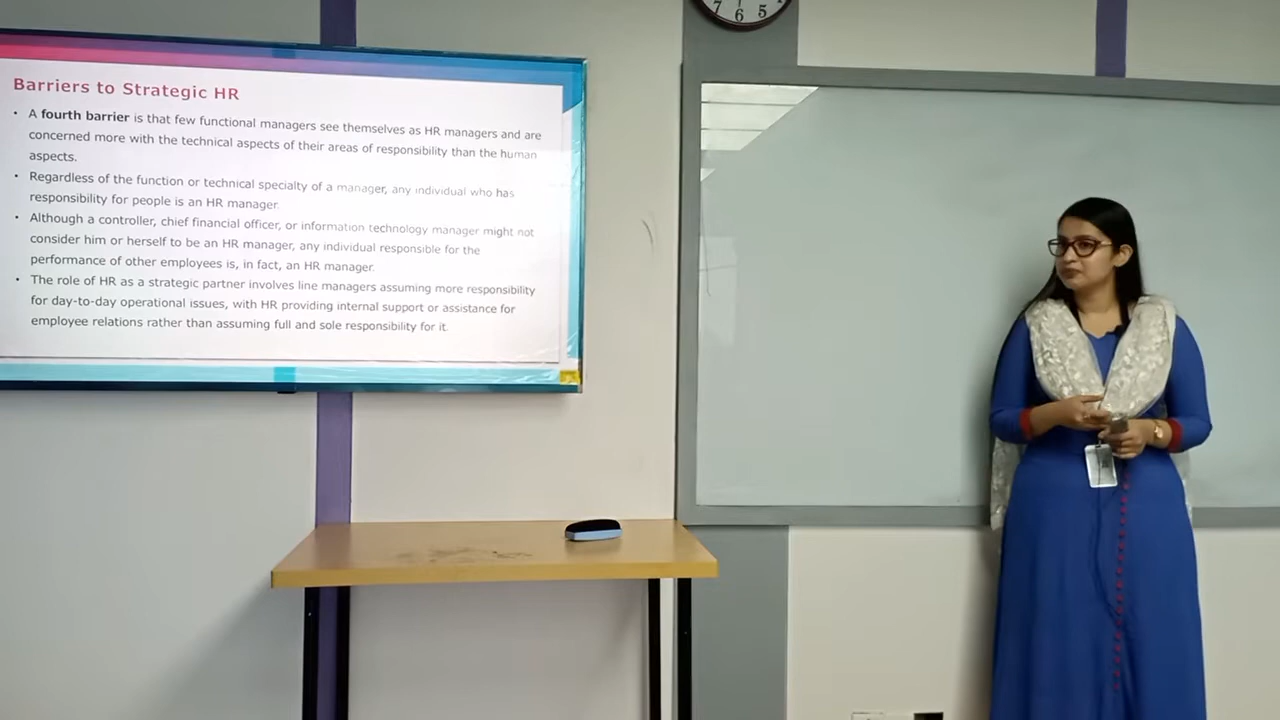 Barriers to Strategic HR
• A fourth barrier is that few functional managers see themselves as HR managers and are
concerned more with the technical aspects of their areas of responsibility than the human
aspects.
• Regardless of the function or technical specialty of a manager, any individual who has
responsibility for people is an HR manager.
• Although a controller, chief financial officer, or information technology manager might not
consider him or herself to be an HR manager, any individual responsible for the
performance of other employees is, in fact, an HR manager.
• The role of HR as a strategic partner involves line managers assuming more responsibility
for day-to-day operational issues, with HR providing internal support or assistance for
employee relations rather than assuming full and sole responsibility for it.
7 6 5